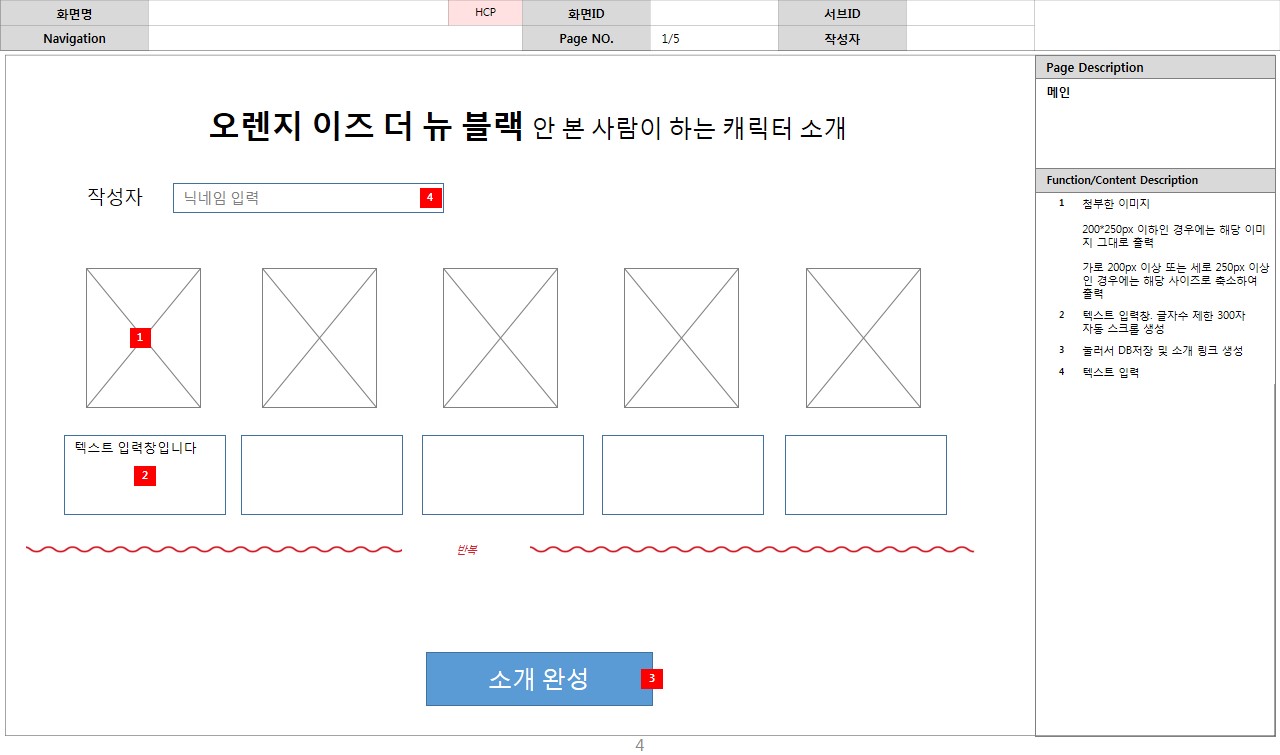 화면명 HCP 화면ID 서브ID
Navigation Page NO. 1/5 작성자
오렌지 이즈 더 뉴 블랙 안 본 사람이 하는 캐릭터 소개
작성자 닉네임 입력 4
1
텍스트 입력창입니다
2
반복
소개 완성 3
Page Description
메인
Function/Content Description
1 첨부한 이미지
200*250px 이하인 경우에는 해당 이미
지 그대로 출력
가로 200px 이상 또는 세로 250px 이상
인 경우에는 해당 사이즈로 축소하여
출력
2 텍스트 입력창. 글자수 제한 300자
자동 스크롤 생성
3 눌러서 DB저장 및 소개 링크 생성
4 텍스트 입력
4